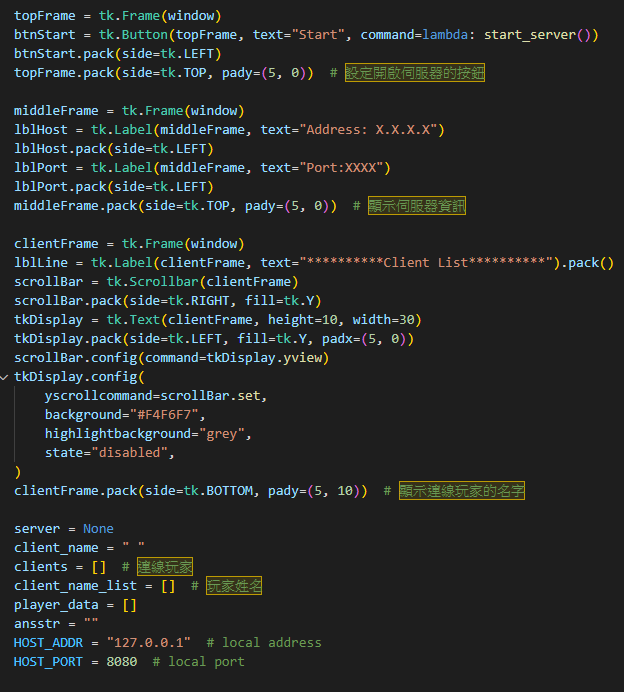 topFrame = tk.Frame(window)
btnStart = tk.Button(topFrame, text="Start", command=lambda: start_server())
btnStart.pack(side=tk.LEFT)
topFrame.pack(side=tk.TOP, pady=(5, 0))  # 設定開啟伺服器的按鈕

middleFrame = tk.Frame(window)
lblHost = tk.Label(middleFrame, text="Address: X.X.X.X")
lblHost.pack(side=tk.LEFT)
lblPort = tk.Label(middleFrame, text="Port:XXXX")
lblPort.pack(side=tk.LEFT)
middleFrame.pack(side=tk.TOP, pady=(5, 0))  # 顯示伺服器資訊

clientFrame = tk.Frame(window)
lblLine = tk.Label(clientFrame, text="**********Client List**********").pack()
scrollBar = tk.Scrollbar(clientFrame)
scrollBar.pack(side=tk.RIGHT, fill=tk.Y)
tkDisplay = tk.Text(clientFrame, height=10, width=30)
tkDisplay.pack(side=tk.LEFT, fill=tk.Y, padx=(5, 0))
scrollBar.config(command=tkDisplay.yview)
tkDisplay.config(
    yscrollcommand=scrollBar.set,
    background="#F4F6F7",
    highlightbackground="grey",
    state="disabled",
)
clientFrame.pack(side=tk.BOTTOM, pady=(5, 10))  # 顯示連線玩家的名字

server = None
client_name = " "
clients = []  # 連線玩家
client_name_list = []  # 玩家姓名
player_data = []
ansstr = ""
HOST_ADDR = "127.0.0.1"  # local address
HOST_PORT = 8080  # local port